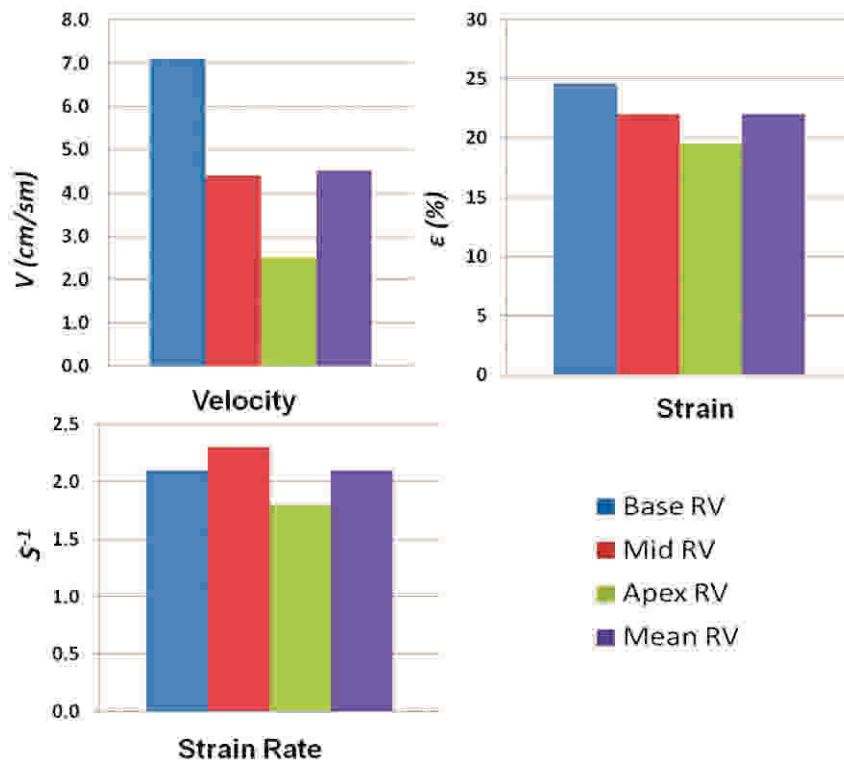 8.0
7.0
6.0
5.0
4.0
3.0
2.0
1.0
0.0
V (cm/sm)
Velocity
30
25
20
15
10
5
0
ε (%)
Strain
2.5
2.0
1.5
1.0
0.5
0.0
S-1
Strain Rate
Base RV
Mid RV
Apex RV
Mean RV